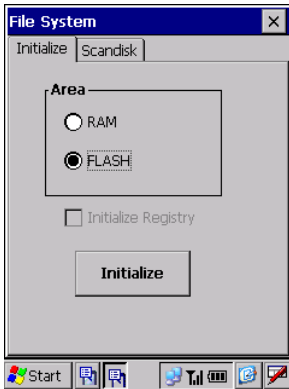 File System
Initialize Scandisk
Area
RAM
FLASH
Initialize Registry
Initialize
Start